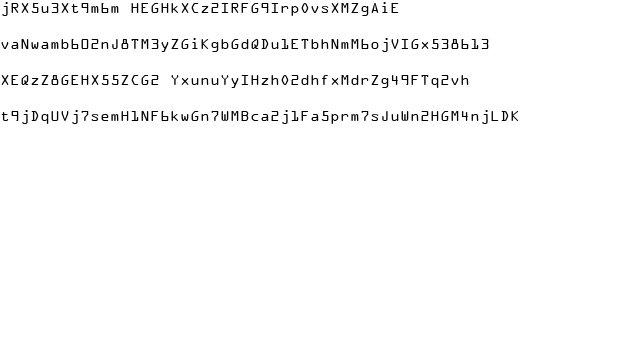 jRX5u3Xt9m6m HEGHkXCz2IRFG9Irp0vsXMZgAiE
vaNwamb6O2nJ8TM3yZGiKgbGdQDu1ETbhNmM6ojVIGx538613
XEQzZ8GEHX55ZCG2 YxunuYyIHzh02dhfxMdrZg49FTq2vh
t9jDqUVj7semH1NF6kwGn7WMBca2j1Fa5prm7sJuWn2HGM4njLDK